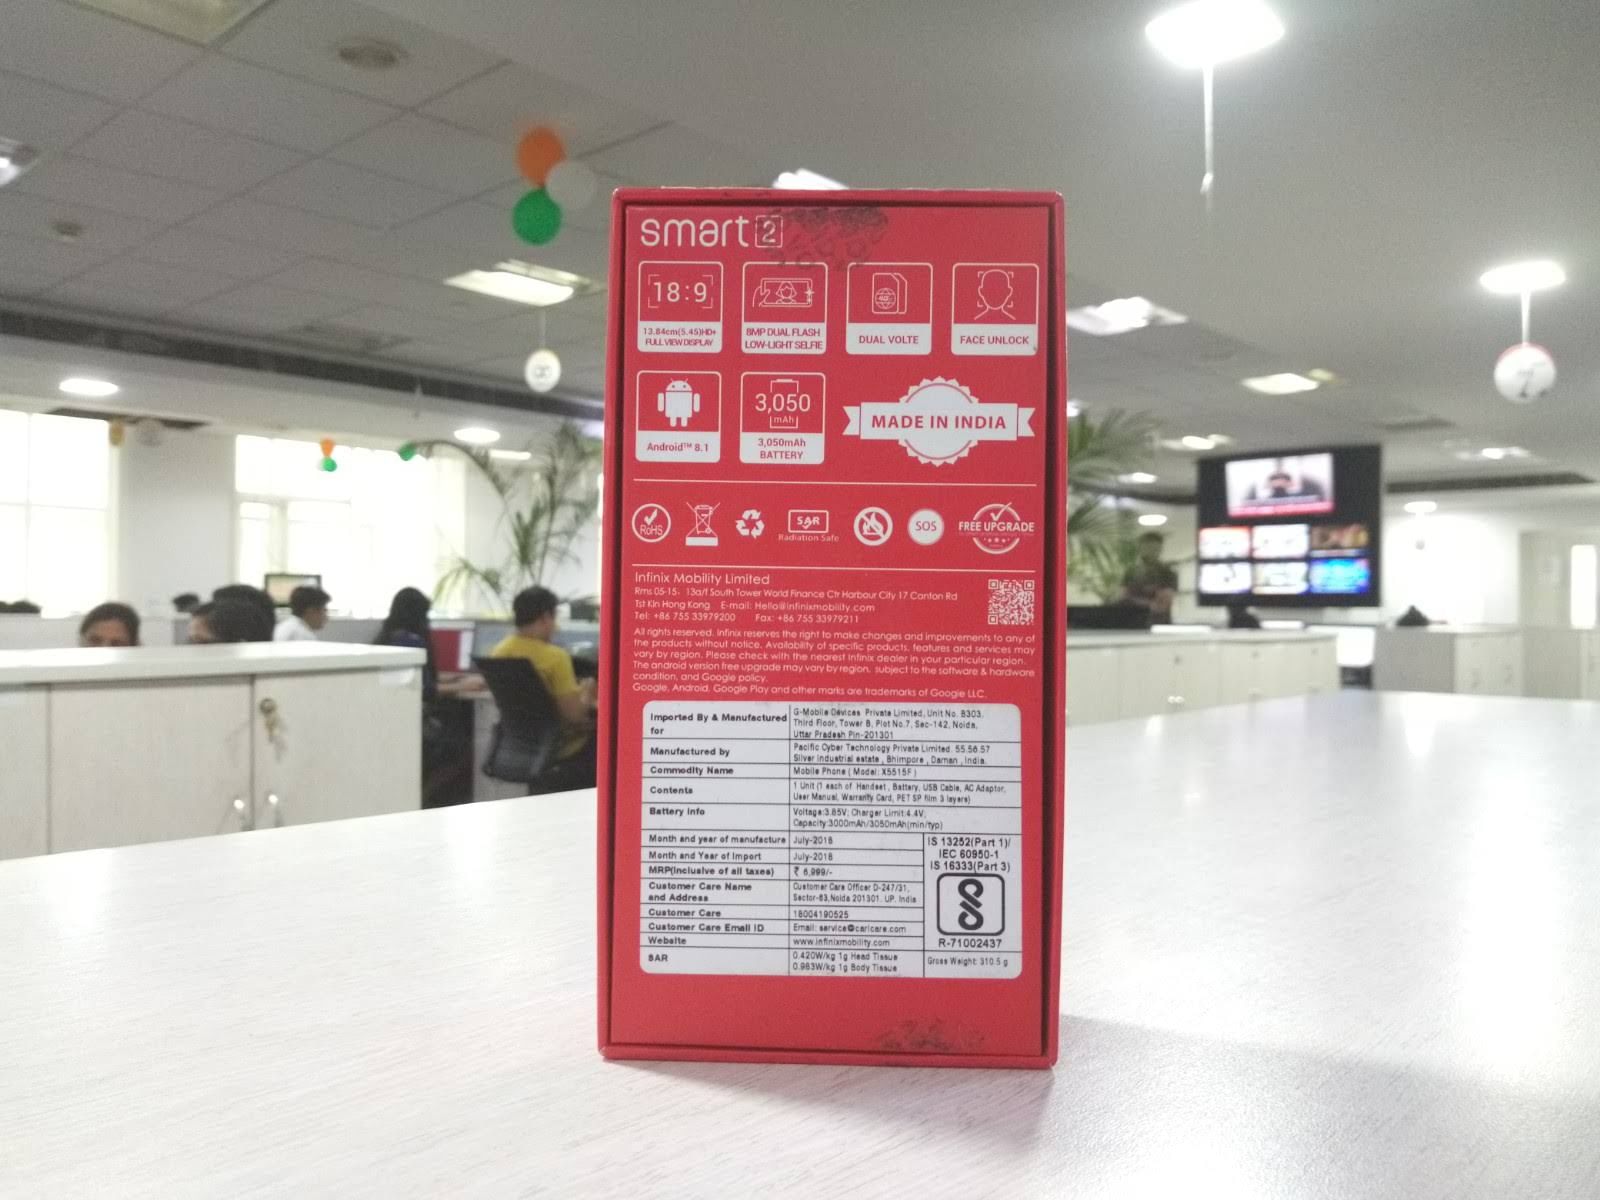 smart 2
18:9
13.84cm(5.45)HD+
FULL VIEW DISPLAY
8MP DUAL FLASH
LOW-LIGHT SELFIE
4G
DUAL VOLTE
FACE UNLOCK
Android™ 8.1
3,050
mAh
3,050mAh
BATTERY
MADE IN INDIA
RoHS
SAR
Radiation Safe
SOS
FREE UPGRADE
Infinix Mobility Limited
Rms 05-15, 13a/f South Tower World Finance Ctr Harbour City 17 Canton Rd
Tst Kln Hong Kong E-mail: Hello@infinixmobility.com
Tel: +86 755 33979200 Fax: +86 755 33979211
All rights reserved. Infinix reserves the right to make changes and improvements to any of
the products without notice. Availability of specific products, features and services may
vary by region. Please check with the nearest Infinix dealer in your particular region.
The android version free upgrade may vary by region, subject to the software & hardware
condition, and Google policy.
Google, Android, Google Play and other marks are trademarks of Google LLC.
Imported By & Manufactured
for
G-Mobile Devices Private Limited, Unit No. B303,
Third Floor, Tower B, Plot No.7, Sec-142, Noida,
Uttar Pradesh Pin-201301
Manufactured by
Pacific Cyber Technology Private Limited. 55.56.57
Silver industrial estate , Bhimpore , Daman , India.
Commodity Name
Mobile Phone ( Model: X5515F )
Contents
1 Unit (1 each of Handset , Battery, USB Cable, AC Adaptor,
User Manual, Warranty Card, PET SP film 3 layers)
Battery info
Voltage:3.85V; Charger Limit:4.4V;
Capacity:3000mAh/3050mAh(min/typ)
Month and year of manufacture July-2018
Month and Year of Import July-2018
MRP(Inclusive of all taxes) ₹ 6,999/-
Customer Care Name
and Address
Customer Care Officer D-247/31,
Sector-63,Noida 201301. UP. India
Customer Care 18004190525
Customer Care Email ID Email: service@carlcare.com
Website www.infinixmobility.com
SAR
0.420W/kg 1g Head Tissue
0.983W/kg 1g Body Tissue
IS 13252(Part 1)/
IEC 60950-1
IS 16333(Part 3)
R-71002437
Gross Weight: 310.5 g
7